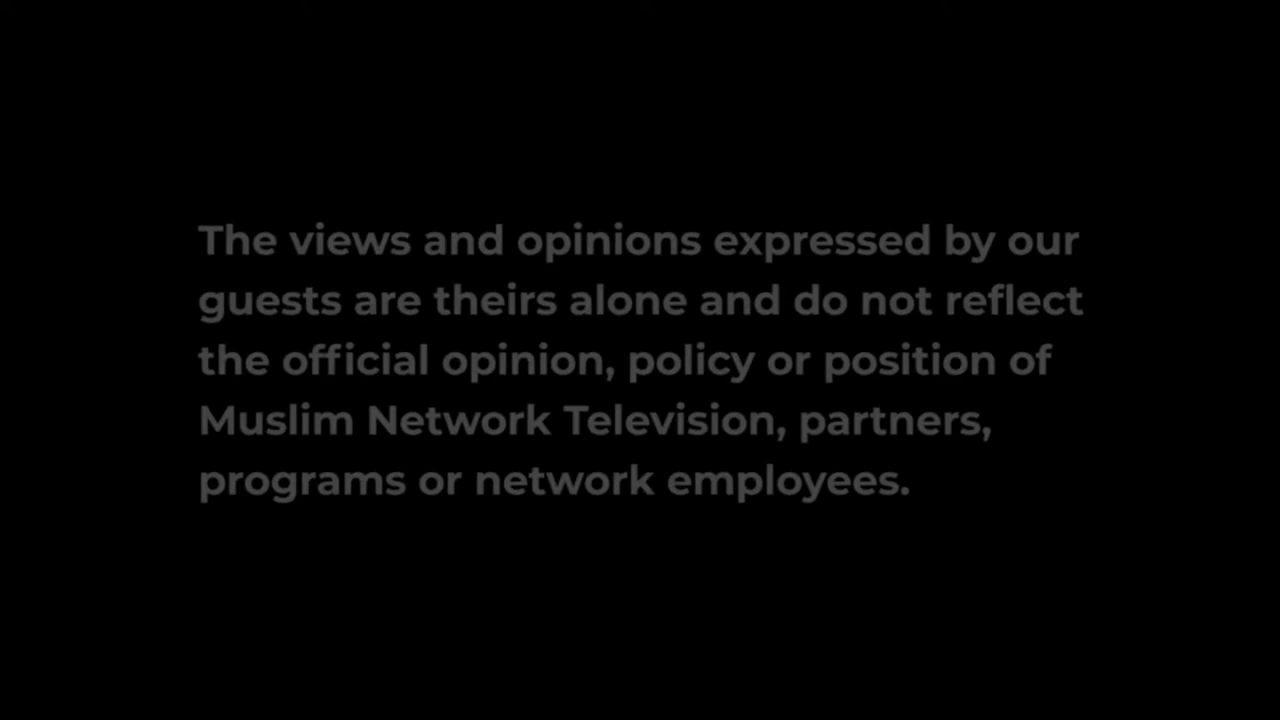 The views and opinions expressed by our
guests are theirs alone and do not reflect
the official opinion, policy or position of
Muslim Network Television, partners,
programs or network employees.